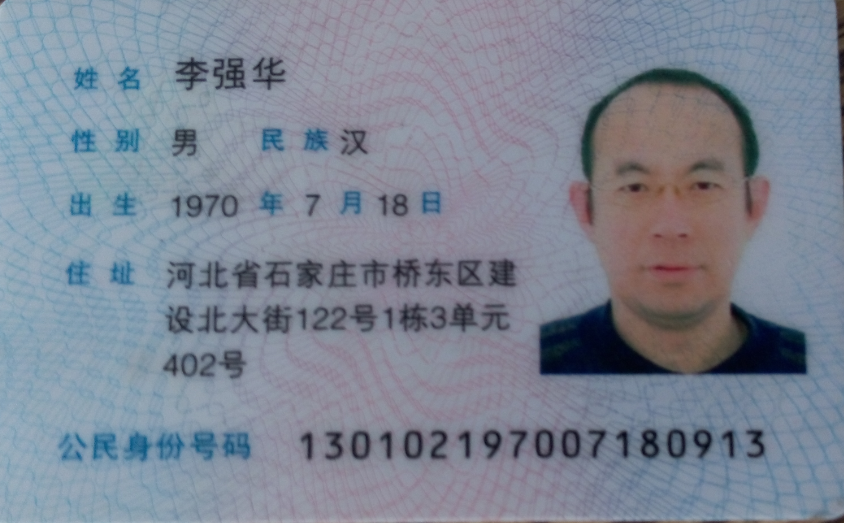 姓名 李强华
性别 男 民族 汉
出生 1970 年 7 月 18 日
住址 河北省石家庄市桥东区建
设北大街122号1栋3单元
402号
公民身份号码 130102197007180913